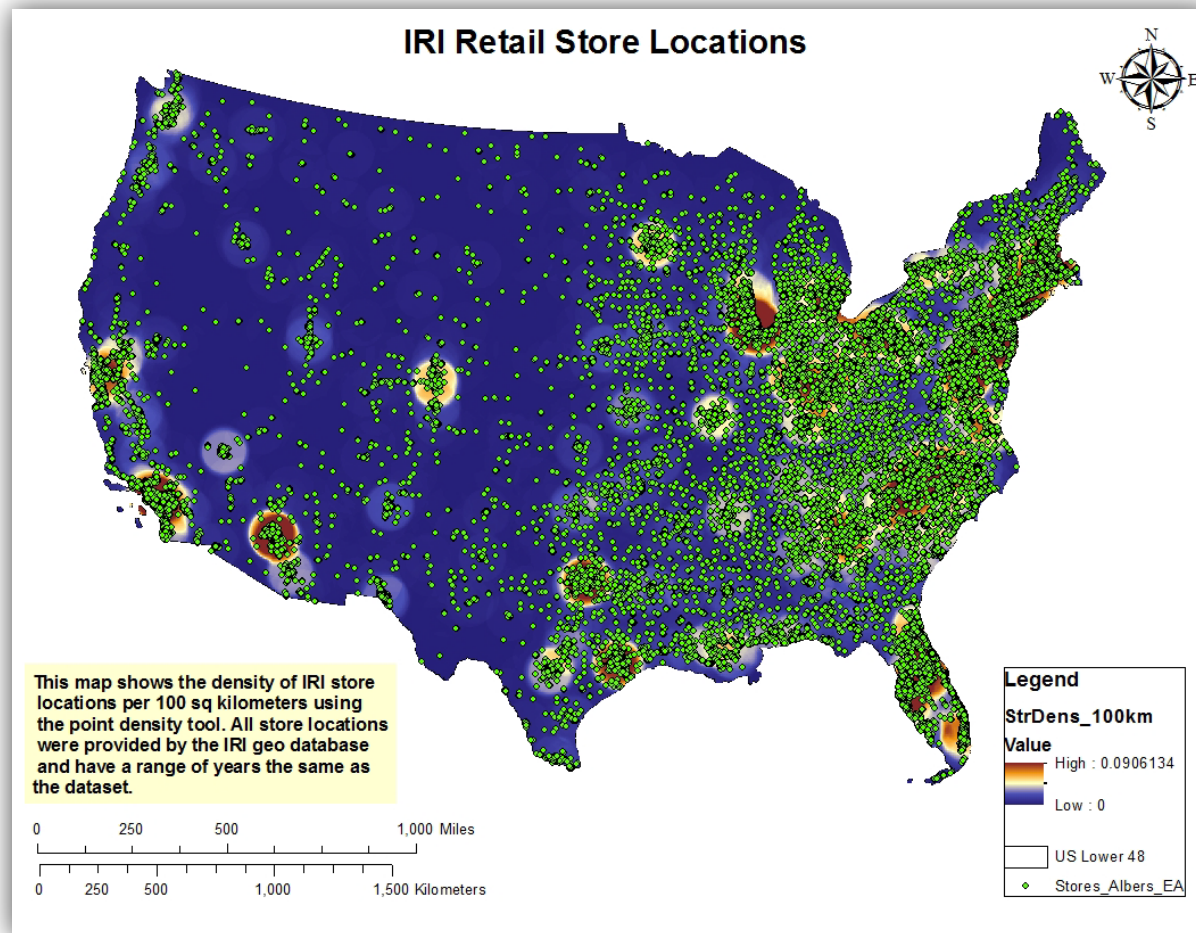 IRI Retail Store Locations
N
W E
S
This map shows the density of IRI store
locations per 100 sq kilometers using
the point density tool. All store locations
were provided by the IRI geo database
and have a range of years the same as
the dataset.
0 250 500 1,000 Miles
0 250 500 1,000 1,500 Kilometers
Legend
StrDens_100km
Value
High : 0.0906134
Low : 0
US Lower 48
Stores_Albers_EA